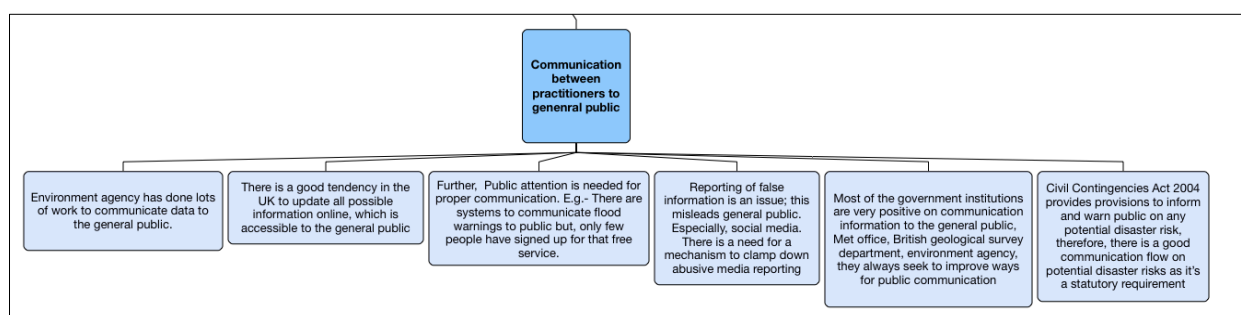 Communication
between
practitioners to
genenral public
Environment agency has done lots
of work to communicate data to
the general public.
There is a good tendency in the
UK to update all possible
information online, which is
accessible to the general public
Further, Public attention is needed for
proper communication. E.g.- There are
systems to communicate flood
warnings to public but, only few
people have signed up for that free
service.
Reporting of false
information is an issue; this
misleads general public.
Especially, social media.
There is a need for a
mechanism to clamp down
abusive media reporting
Most of the government institutions
are very positive on communication
information to the general public,
Met office, British geological survey
department, environment agency,
they always seek to improve ways
for public communication
Civil Contingencies Act 2004
provides provisions to inform
and warn public on any
potential disaster risk,
therefore, there is a good
communication flow on
potential disaster risks as it's
a statutory requirement